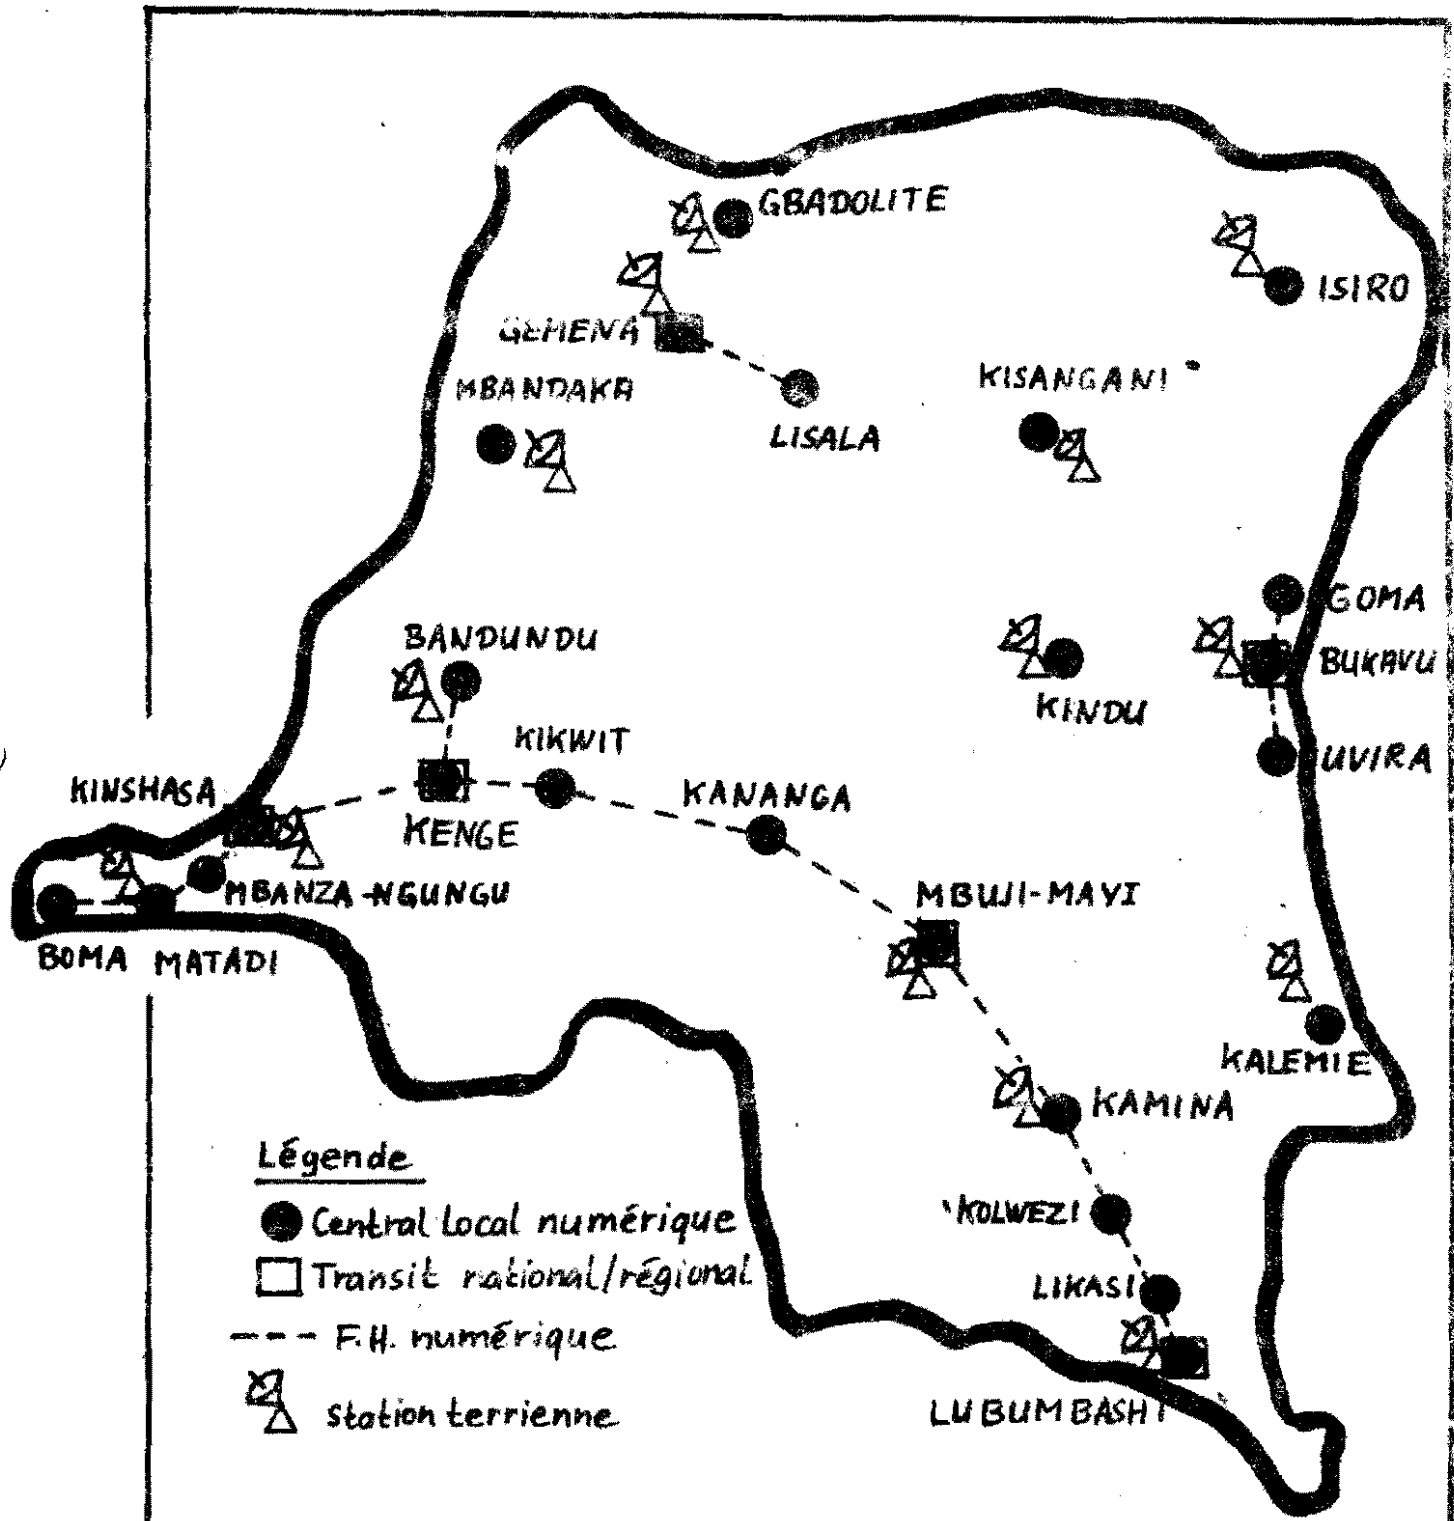 GBADOLITE
ISIRO
GEMENA
MBANDAKA
KISANGANI
LISALA
GOMA
BANDUNDU
BUKAVU
KINDU
KIKWIT
UVIRA
KINSHASA
KANANGA
KENGE
MBANZA-NGUNGU
MBUJI-MAYI
BOMA
MATADI
KALEMIE
KAMINA
Légende
Central local numérique
KOLWEZI
Transit national/régional
LIKASI
F.H. numérique
Station terrienne
LUBUMBASHI